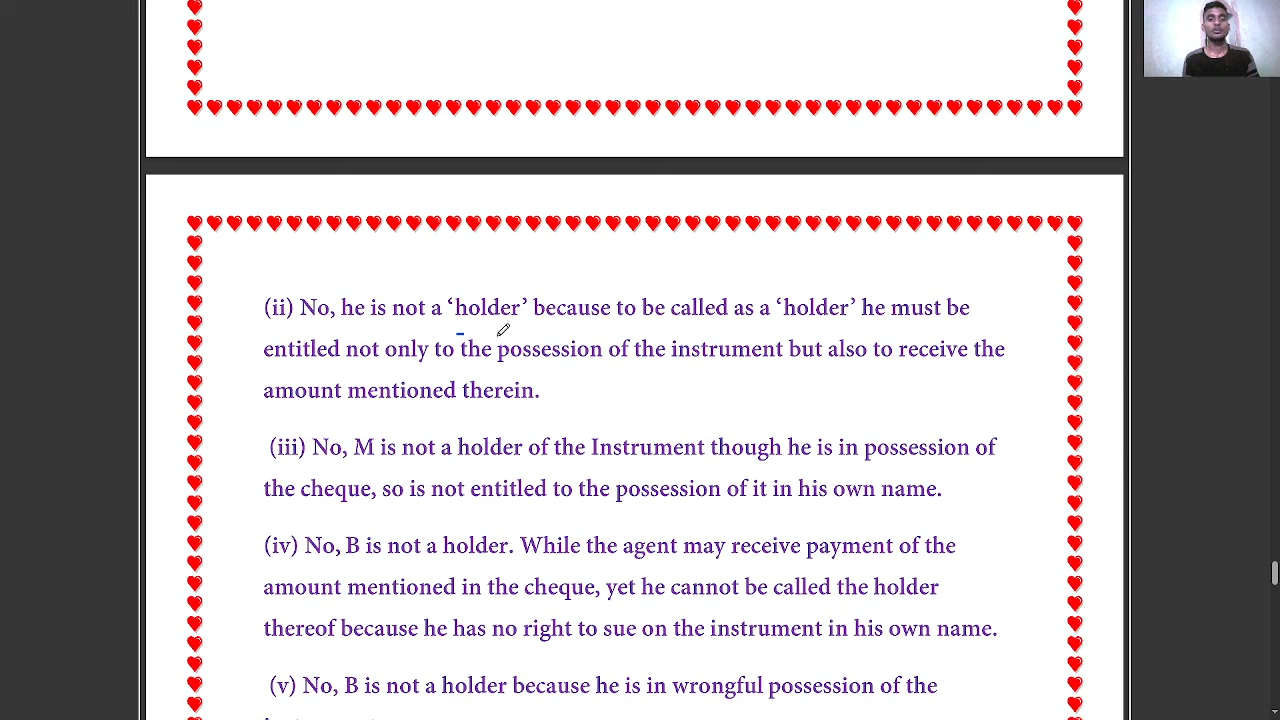 (ii) No, he is not a ‘holder’ because to be called as a ‘holder’ he must be
entitled not only to the possession of the instrument but also to receive the
amount mentioned therein.
(iii) No, M is not a holder of the Instrument though he is in possession of
the cheque, so is not entitled to the possession of it in his own name.
(iv) No, B is not a holder. While the agent may receive payment of the
amount mentioned in the cheque, yet he cannot be called the holder
thereof because he has no right to sue on the instrument in his own name.
(v) No, B is not a holder because he is in wrongful possession of the